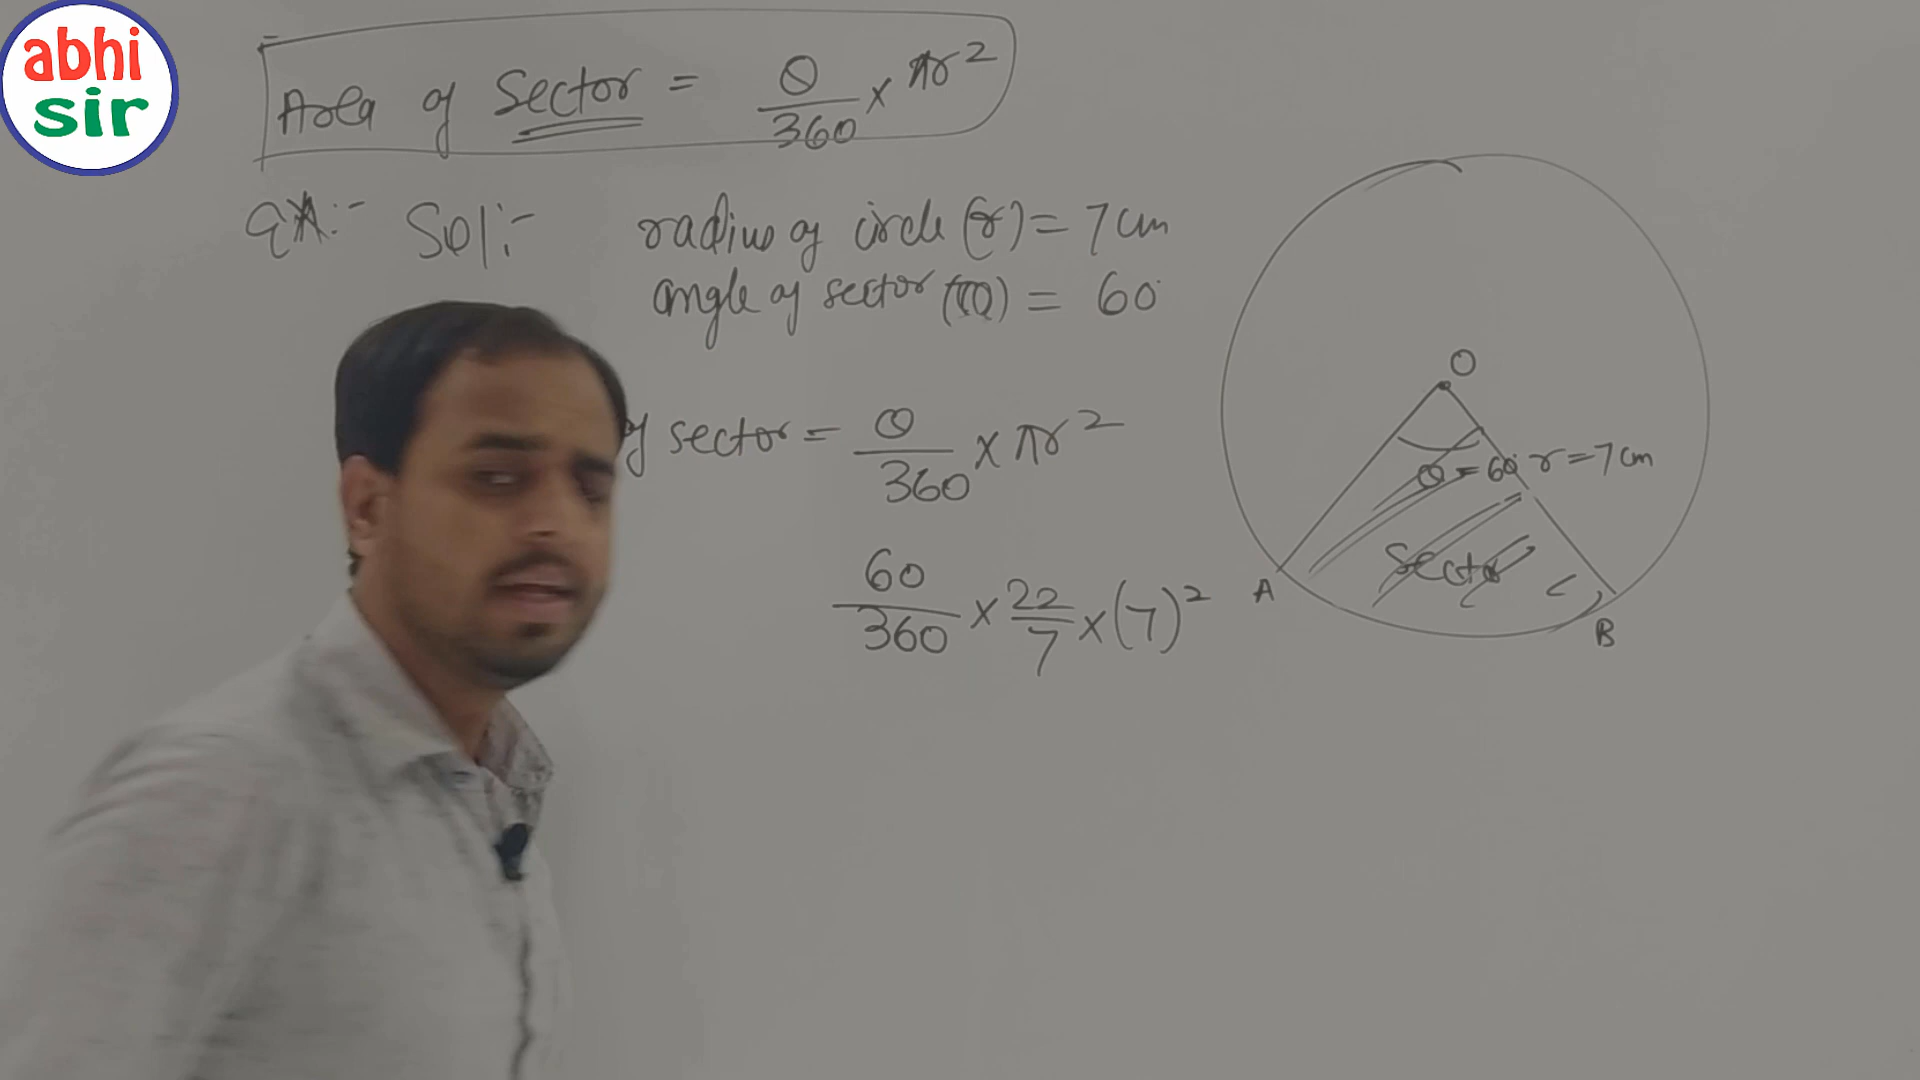 abhi
sir
Area of Sector = θ/360 × πr²
Sol:-
radius of circle (r) = 7 cm
angle of sector (θ) = 60°
of sector = θ/360 × πr²
60/360 × 22/7 × (7)²
O
θ = 60° r = 7 cm
Sector
A
B